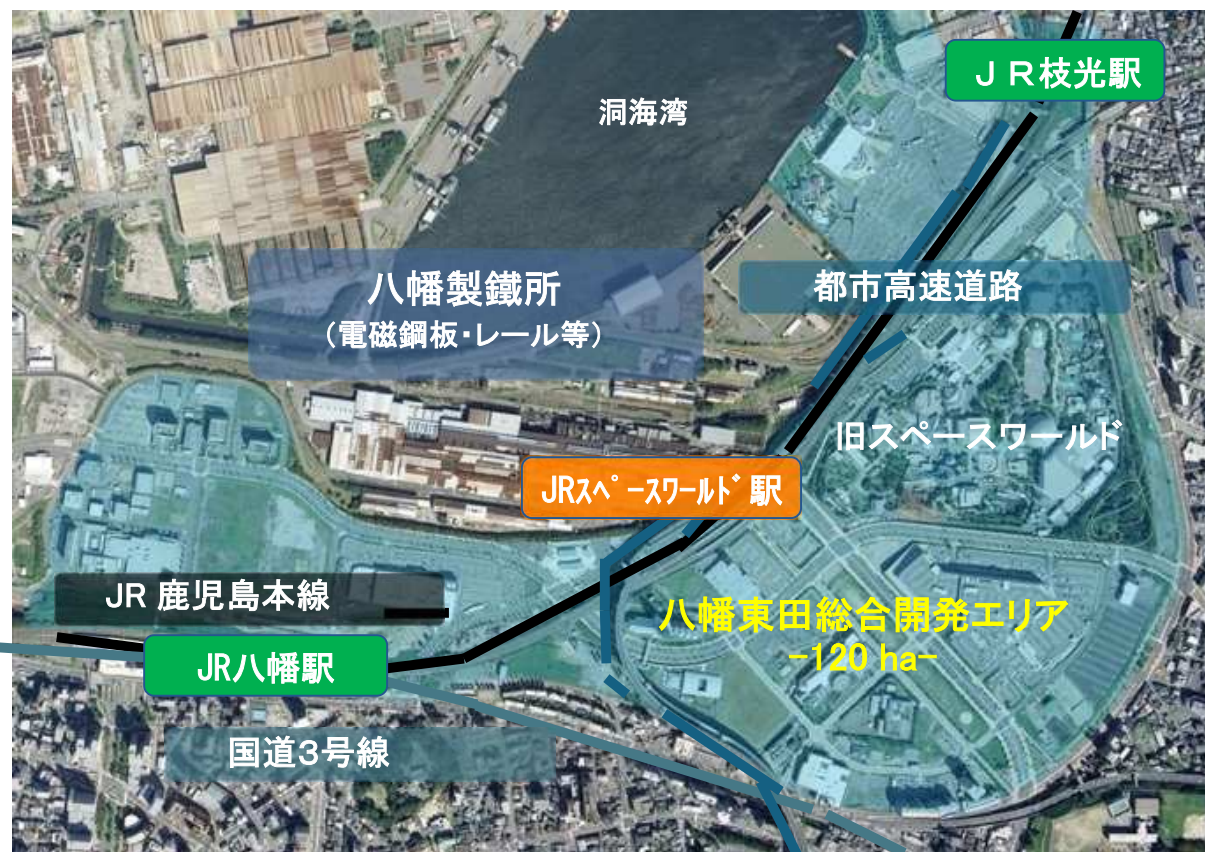 ＪＲ枝光駅
洞海湾
八幡製鐵所
（電磁鋼板・レール等）
都市高速道路
旧スペースワールド
JRｽﾍﾟｰｽﾜｰﾙﾄﾞ駅
JR 鹿児島本線
八幡東田総合開発エリア
−120 ha−
JR八幡駅
国道3号線